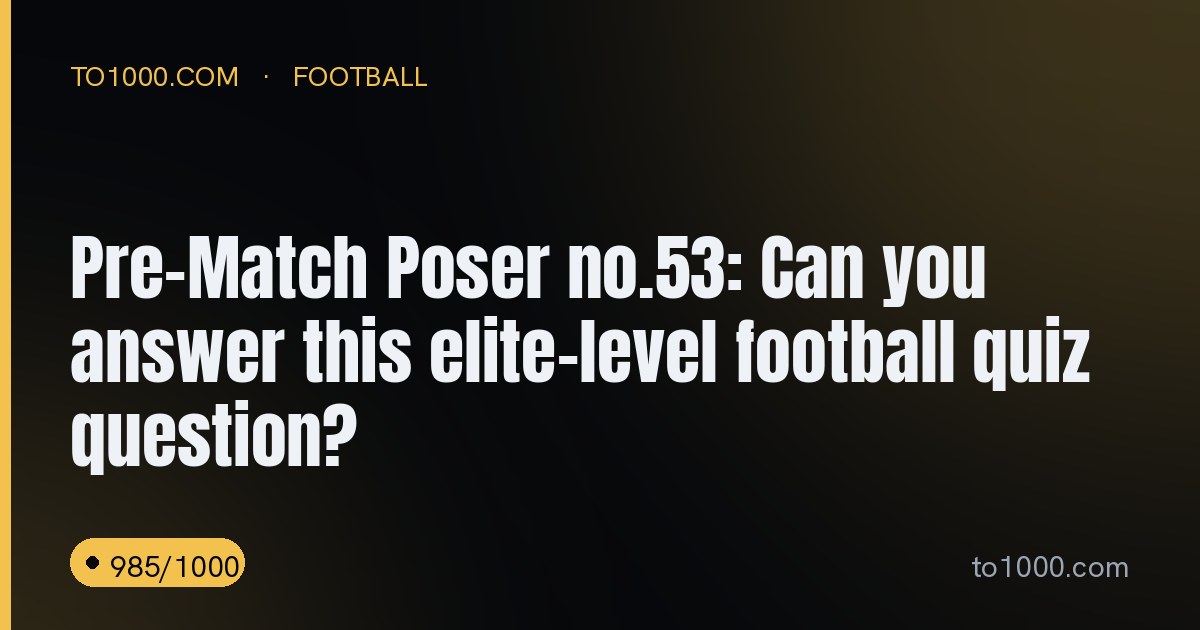 TO1000.COM · FOOTBALL
Pre-Match Poser no.53: Can you
answer this elite-level football quiz
question?
985/1000
to1000.com